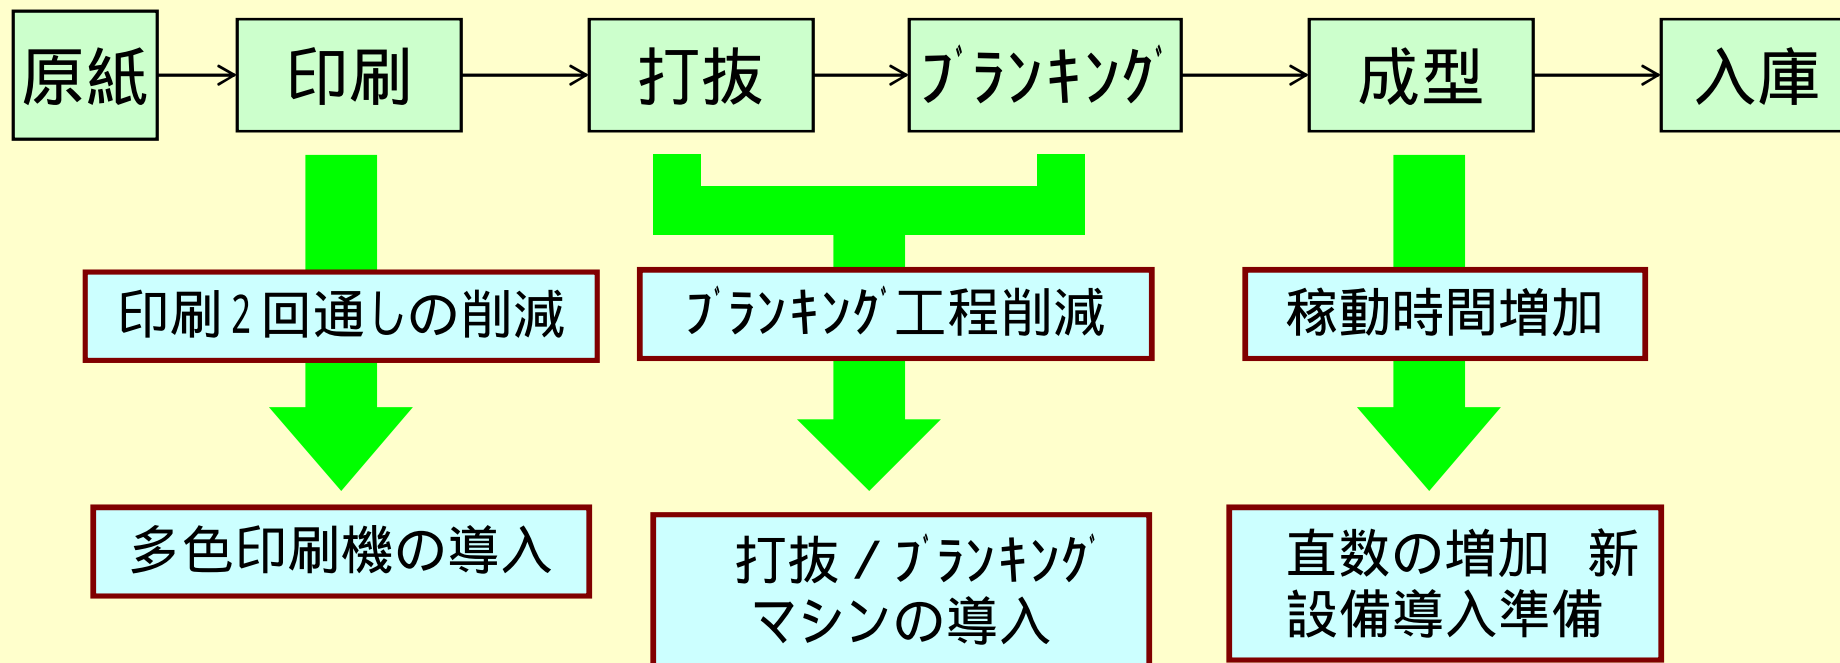 原紙
印刷
打抜
ﾌﾞﾗﾝｷﾝｸﾞ
成型
入庫
印刷２回通しの削減
ﾌﾞﾗﾝｷﾝｸﾞ工程削減
稼動時間増加
多色印刷機の導入
打抜/ﾌﾞﾗﾝｷﾝｸﾞ
マシンの導入
直数の増加　新
設備導入準備